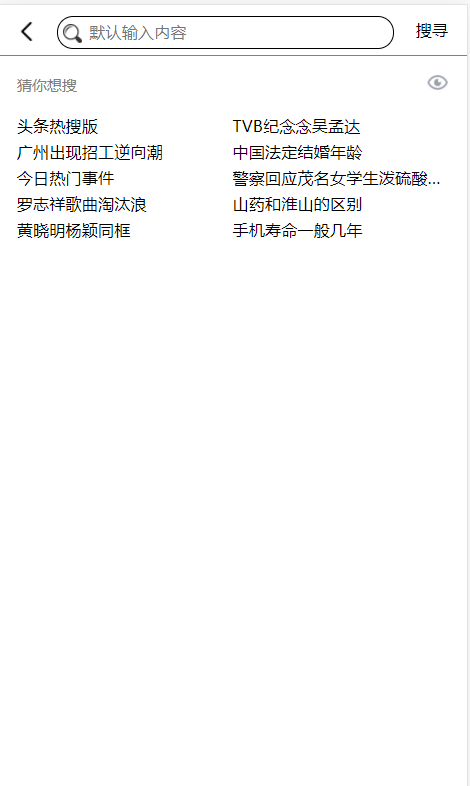 默认输入内容 搜寻
猜你想搜
头条热搜版 TVB纪念念吴孟达
广州出现招工逆向潮 中国法定结婚年龄
今日热门事件 警察回应茂名女学生泼硫酸...
罗志祥歌曲淘汰浪 山药和淮山的区别
黄晓明杨颖同框 手机寿命一般几年